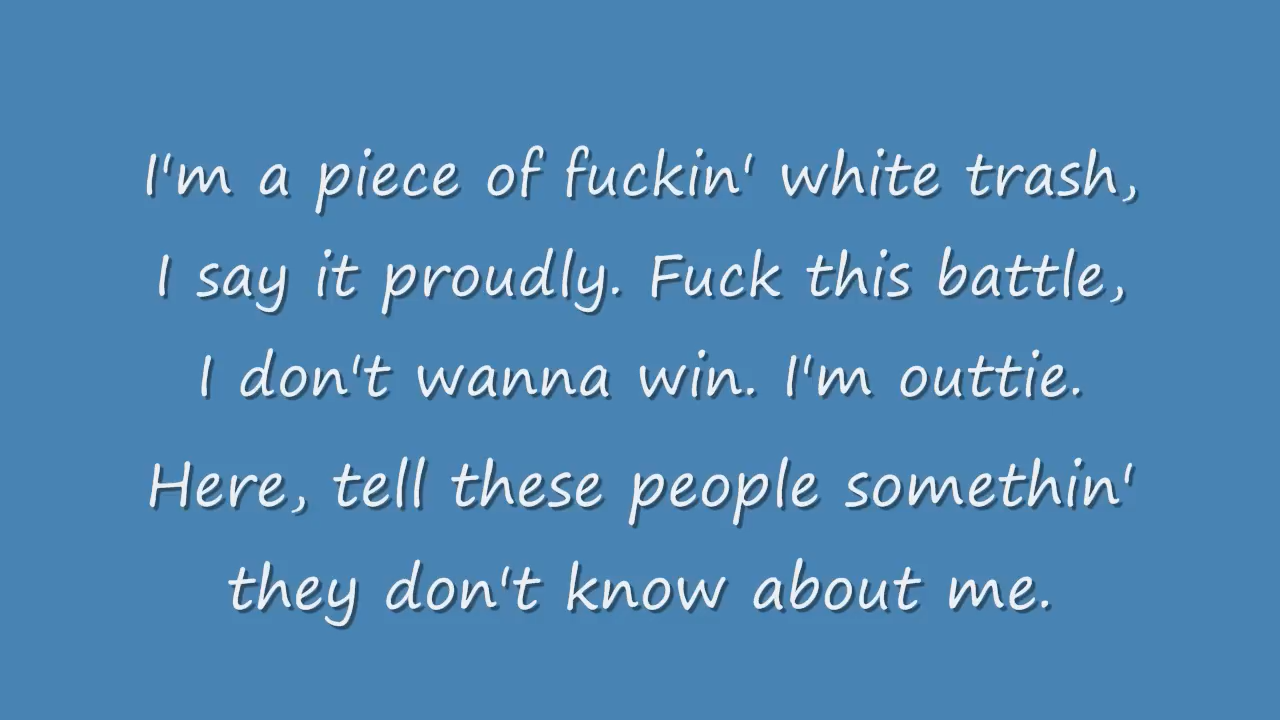 I'm a piece of fuckin' white trash,
I say it proudly. Fuck this battle,
I don't wanna win. I'm outtie.
Here, tell these people somethin'
they don't know about me.